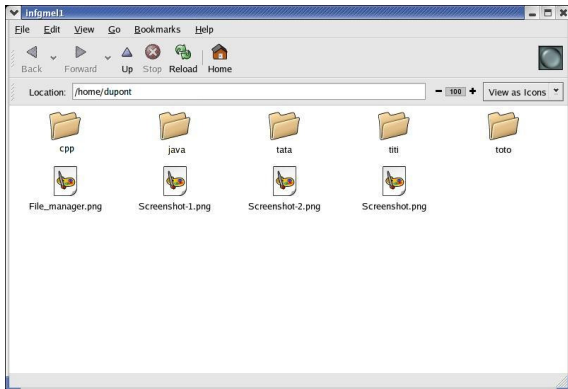 infgmel1
File Edit View Go Bookmarks Help
Back Forward Up Stop Reload Home
Location: /home/dupont 100 View as Icons
cpp java tata titi toto
File_manager.png Screenshot-1.png Screenshot-2.png Screenshot.png